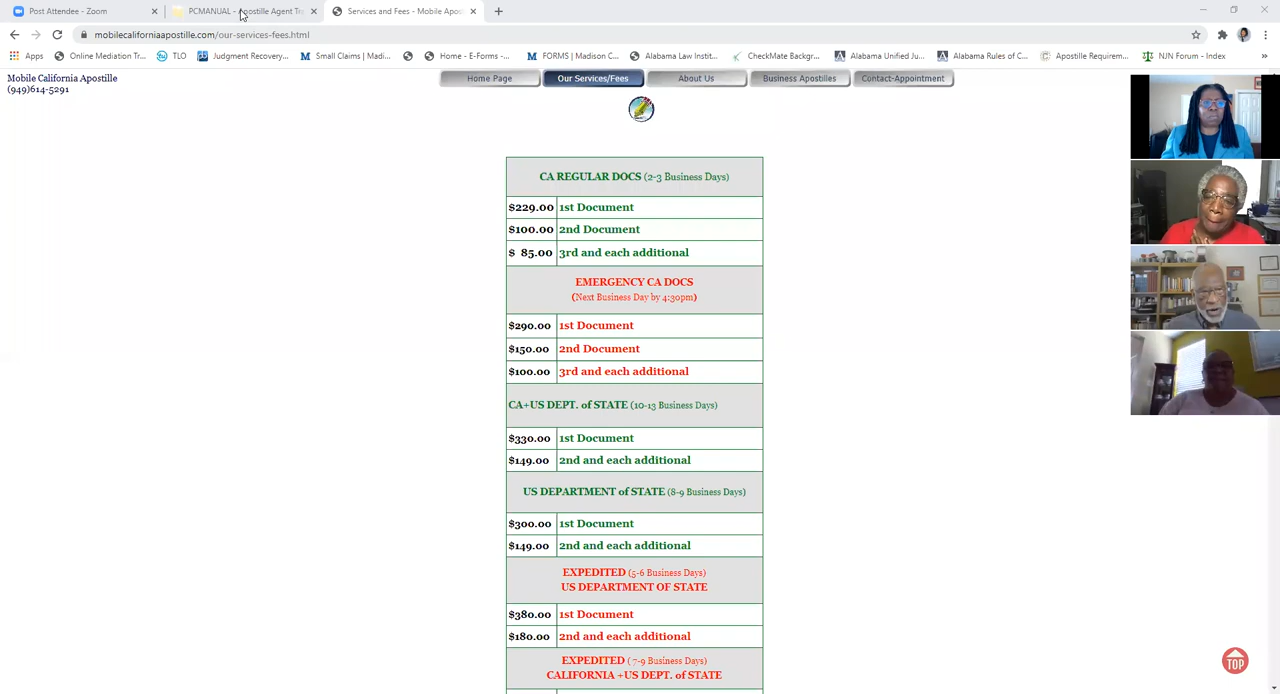 Post Attendee - Zoom
PCMANUAL - Apostille Agent Tra
Services and Fees - Mobile Apos
mobilecaliforniaapostille.com/our-services-fees.html
Apps
Online Mediation Tr...
TLO
Judgment Recovery...
Small Claims | Madi...
Home - E-Forms -...
FORMS | Madison C...
Alabama Law Instit...
CheckMate Backgr...
Alabama Unified Ju...
Alabama Rules of C...
Apostille Requirem...
NJN Forum - Index
»
Mobile California Apostille
(949)614-5291
Home Page
Our Services/Fees
About Us
Business Apostilles
Contact-Appointment
CA REGULAR DOCS (2-3 Business Days)
$229.00 1st Document
$100.00 2nd Document
$ 85.00 3rd and each additional
EMERGENCY CA DOCS
(Next Business Day by 4:30pm)
$290.00 1st Document
$150.00 2nd Document
$100.00 3rd and each additional
CA+US DEPT. of STATE (10-13 Business Days)
$330.00 1st Document
$149.00 2nd and each additional
US DEPARTMENT of STATE (8-9 Business Days)
$300.00 1st Document
$149.00 2nd and each additional
EXPEDITED (5-6 Business Days)
US DEPARTMENT OF STATE
$380.00 1st Document
$180.00 2nd and each additional
EXPEDITED ( 7-9 Business Days)
CALIFORNIA +US DEPT. of STATE
TOP